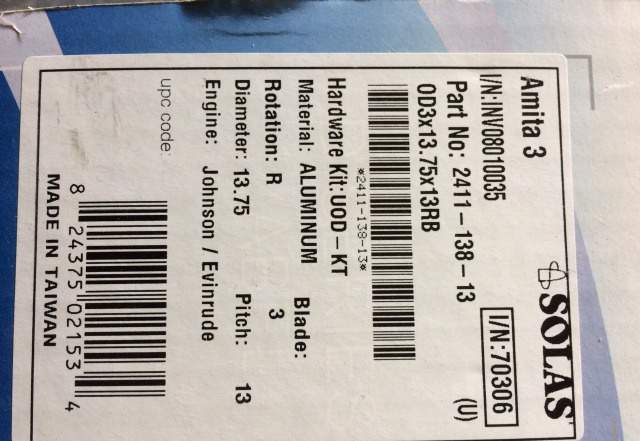 Amita 3 SOLAS
I/N:INV08010035 I/N:70306
Part No: 2411-138-13 (U)
OD3x13.75x13RB
*2411-138-13*
Hardware Kit: UOD-KT
Material: ALUMINUM Blade: 3
Rotation: R
Diameter: 13.75 Pitch: 13
Engine: Johnson / Evinrude
upc code:
8 24375 02153 4
MADE IN TAIWAN